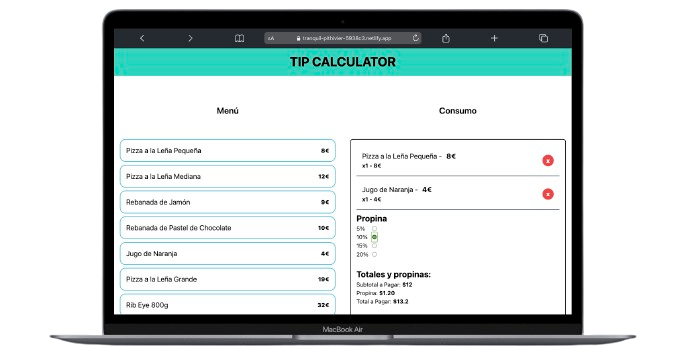 AA tranquil-pithivier-5938c3.netlify.app
TIP CALCULATOR
Menú
Consumo
Pizza a la Leña Pequeña 8€
Pizza a la Leña Mediana 12€
Rebanada de Jamón 9€
Rebanada de Pastel de Chocolate 10€
Jugo de Naranja 4€
Pizza a la Leña Grande 19€
Rib Eye 800g 32€
Pizza a la Leña Pequeña - 8€
x1 - 8€
x
Jugo de Naranja - 4€
x1 - 4€
x
Propina
5%
10%
15%
20%
Totales y propinas:
Subtotal a Pagar: $12
Propina: $1.20
Total a Pagar: $13.2
MacBook Air